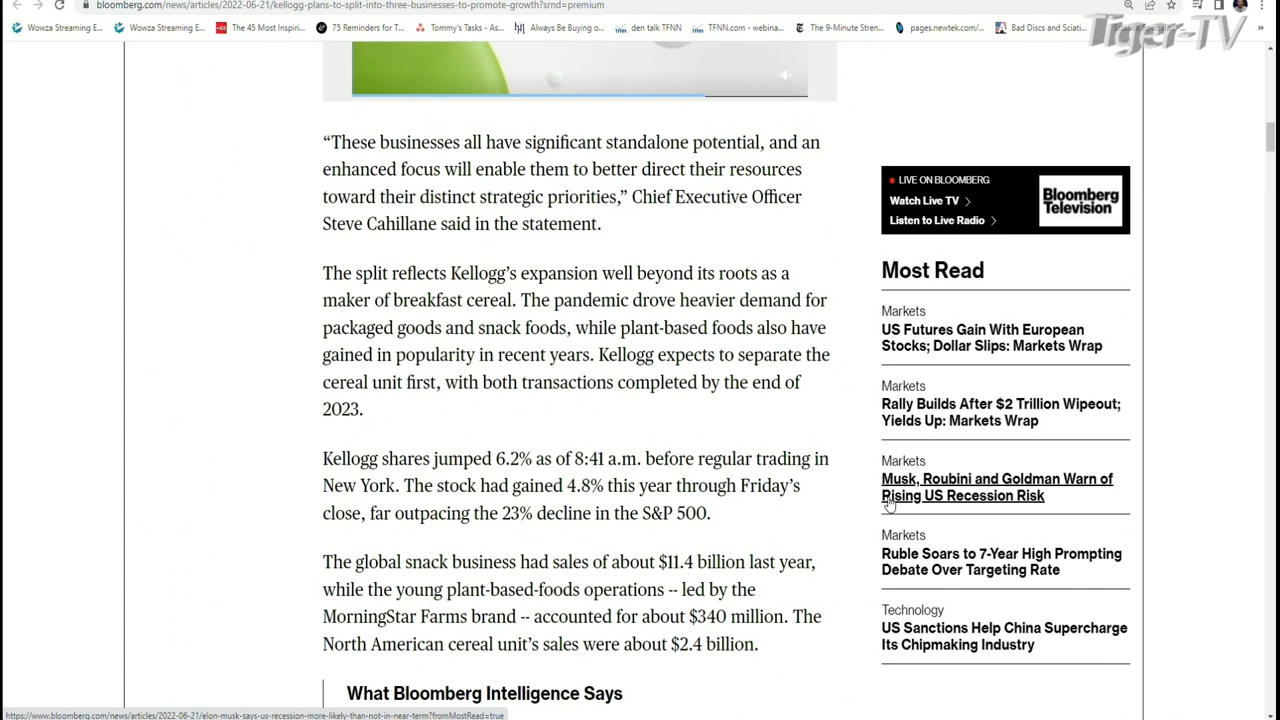 bloomberg.com/news/articles/2022-06-21/kellogg-plans-to-split-into-three-businesses-to-promote-growth?srnd=premium
Wowza Streaming E...
Wowza Streaming E...
The 45 Most Inspiri...
75 Reminders for T...
Tommy's Tasks - As...
Always Be Buying o...
den talk TFNN
TFNN.com - webina...
The 9-Minute Stren...
pages.newtek.com/...
Bad Discs and Sciati...
Tiger-TV
“These businesses all have significant standalone potential, and an
enhanced focus will enable them to better direct their resources
toward their distinct strategic priorities,” Chief Executive Officer
Steve Cahillane said in the statement.
The split reflects Kellogg’s expansion well beyond its roots as a
maker of breakfast cereal. The pandemic drove heavier demand for
packaged goods and snack foods, while plant-based foods also have
gained in popularity in recent years. Kellogg expects to separate the
cereal unit first, with both transactions completed by the end of
2023.
Kellogg shares jumped 6.2% as of 8:41 a.m. before regular trading in
New York. The stock had gained 4.8% this year through Friday’s
close, far outpacing the 23% decline in the S&P 500.
The global snack business had sales of about $11.4 billion last year,
while the young plant-based-foods operations -- led by the
MorningStar Farms brand -- accounted for about $340 million. The
North American cereal unit’s sales were about $2.4 billion.
What Bloomberg Intelligence Says
LIVE ON BLOOMBERG
Watch Live TV
Listen to Live Radio
Bloomberg
Television
Most Read
Markets
US Futures Gain With European
Stocks; Dollar Slips: Markets Wrap
Markets
Rally Builds After $2 Trillion Wipeout;
Yields Up: Markets Wrap
Markets
Musk, Roubini and Goldman Warn of
Rising US Recession Risk
Markets
Ruble Soars to 7-Year High Prompting
Debate Over Targeting Rate
Technology
US Sanctions Help China Supercharge
Its Chipmaking Industry
https://www.bloomberg.com/news/articles/2022-06-21/elon-musk-says-us-recession-more-likely-than-not-in-near-term?fromMostRead=true